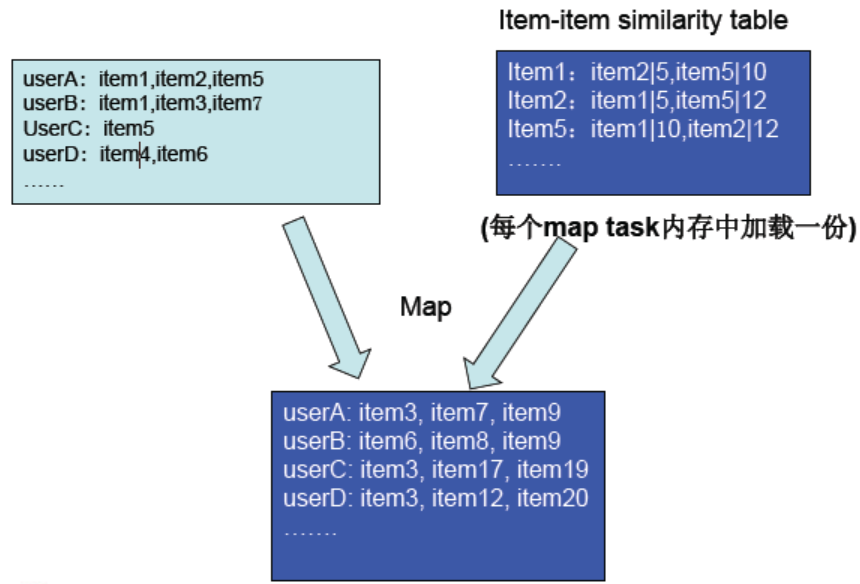 Item-item similarity table
userA：item1,item2,item5
userB：item1,item3,item7
UserC：item5
userD：item4,item6
……
Item1：item2|5,item5|10
Item2：item1|5,item5|12
Item5：item1|10,item2|12
…….
(每个map task内存中加载一份)
Map
userA: item3, item7, item9
userB: item6, item8, item9
userC: item3, item17, item19
userD: item3, item12, item20
…….